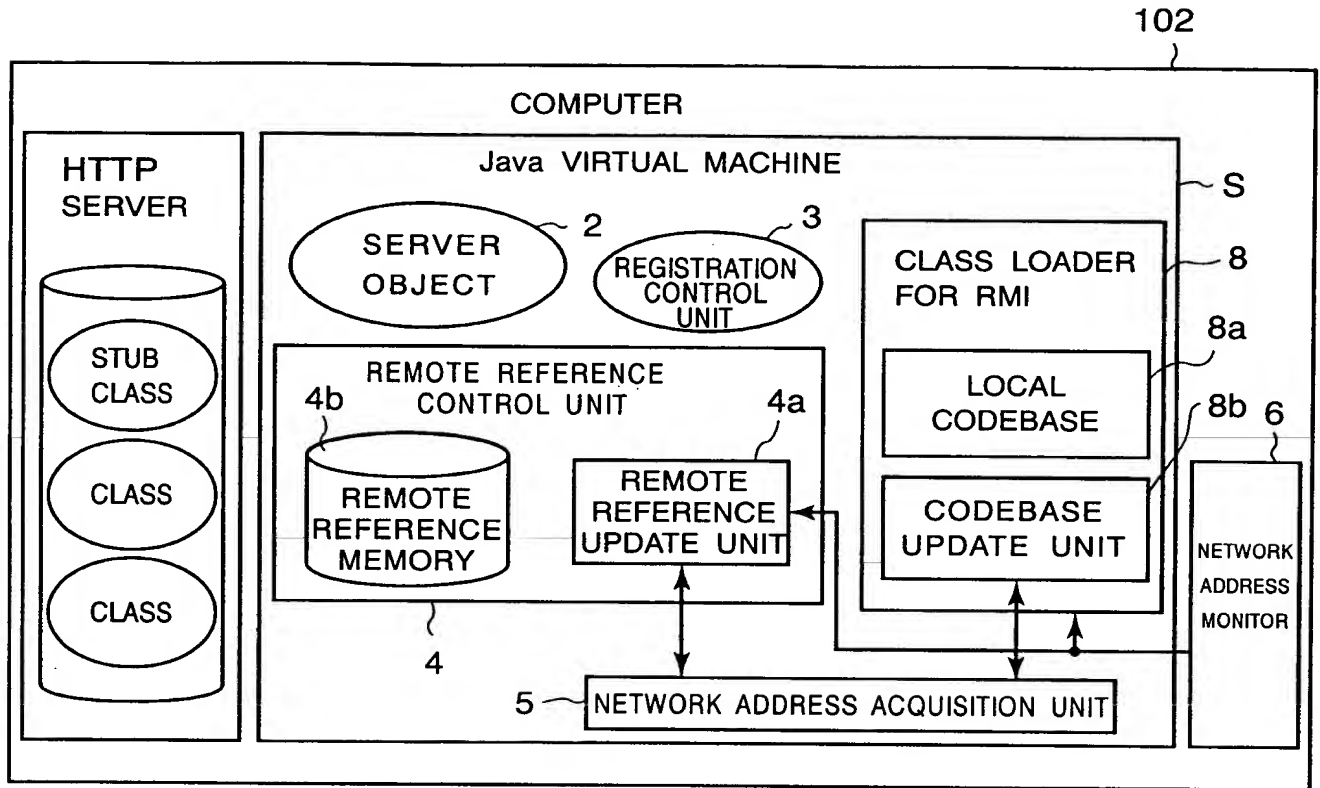 102
COMPUTER
HTTP
SERVER
STUB
CLASS
CLASS
CLASS
Java VIRTUAL MACHINE
S
SERVER
OBJECT
2
REGISTRATION
CONTROL
UNIT
3
CLASS LOADER
FOR RMI
8
LOCAL
CODEBASE
8a
CODEBASE
UPDATE UNIT
8b
REMOTE REFERENCE
CONTROL UNIT
4b
REMOTE
REFERENCE
MEMORY
4a
REMOTE
REFERENCE
UPDATE UNIT
4
5
NETWORK ADDRESS ACQUISITION UNIT
6
NETWORK
ADDRESS
MONITOR